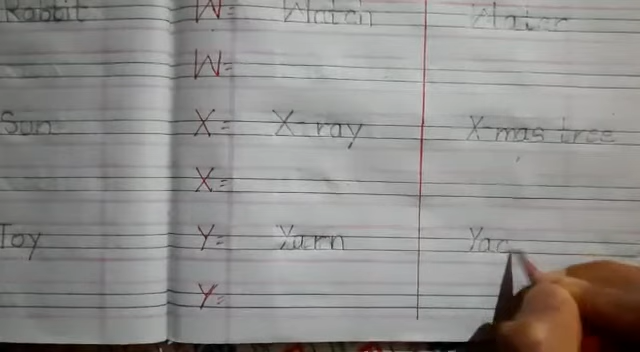 Rabbit W= Watch Water
W=
Sun X= X-ray X-mas tree
X=
Toy Y= Yarn Yac
Y=